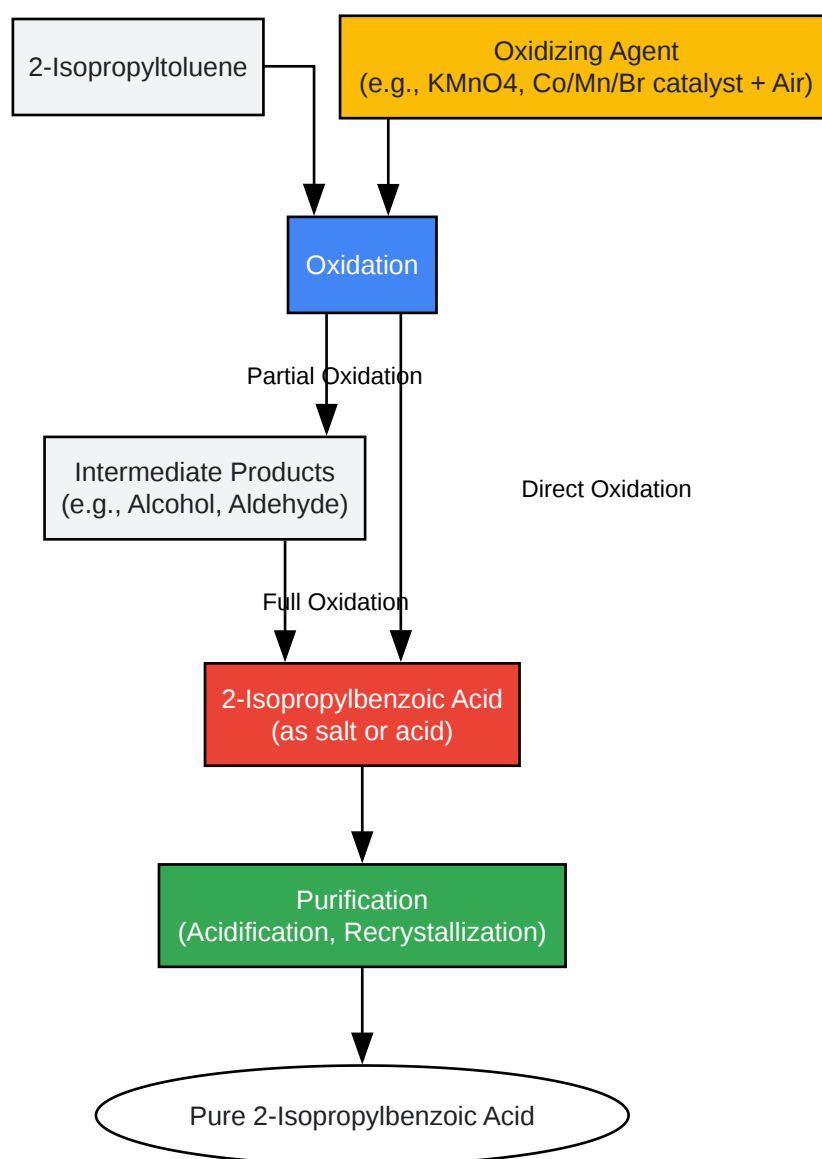 2-Isopropyltoluene
Oxidizing Agent
(e.g., KMnO4, Co/Mn/Br catalyst + Air)
Oxidation
Partial Oxidation
Intermediate Products
(e.g., Alcohol, Aldehyde)
Direct Oxidation
Full Oxidation
2-Isopropylbenzoic Acid
(as salt or acid)
Purification
(Acidification, Recrystallization)
Pure 2-Isopropylbenzoic Acid